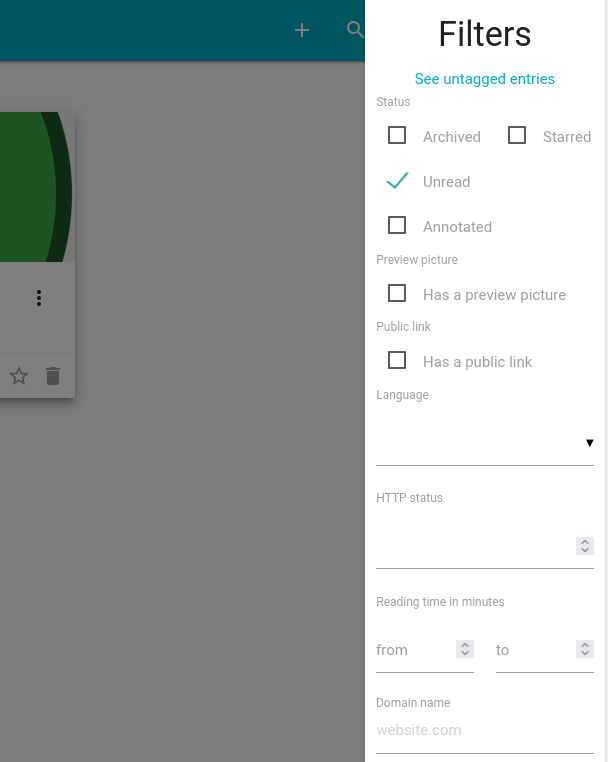 Filters
See untagged entries
Status
Archived Starred
Unread
Annotated
Preview picture
Has a preview picture
Public link
Has a public link
Language
HTTP status
Reading time in minutes
from to
Domain name
website.com